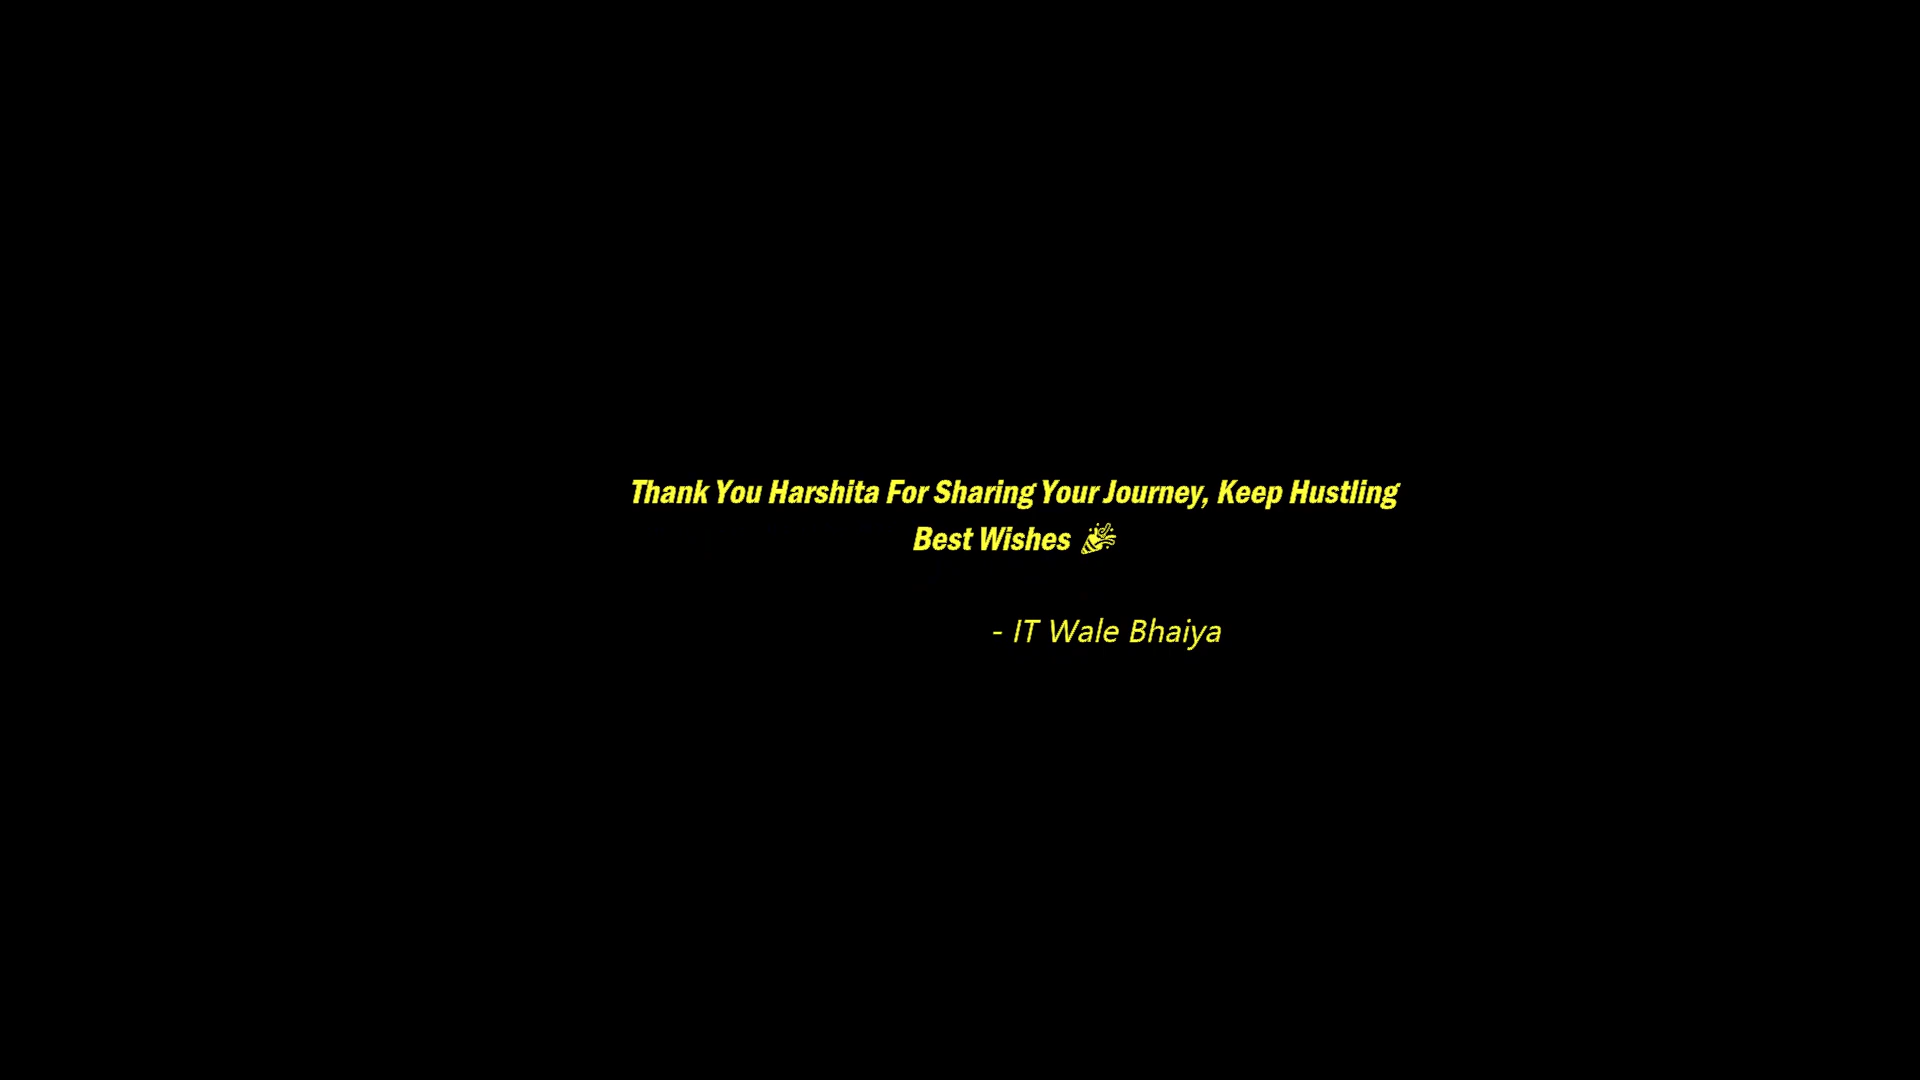 Thank You Harshita For Sharing Your Journey, Keep Hustling
Best Wishes 🎉
- IT Wale Bhaiya